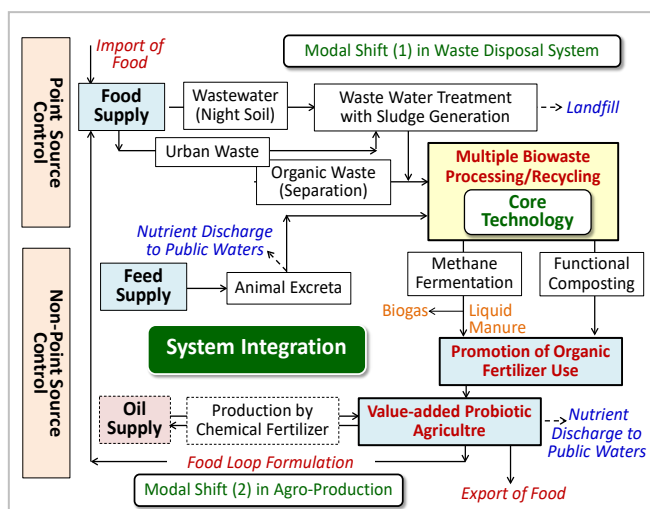 Import of
Food
Modal Shift (1) in Waste Disposal System
Point Source
Control
Food
Supply
Wastewater
(Night Soil)
Waste Water Treatment
with Sludge Generation
Landfill
Urban Waste
Organic Waste
(Separation)
Multiple Biowaste
Processing/Recycling
Core
Technology
Nutrient Discharge
to Public Waters
Non-Point Source
Control
Feed
Supply
Animal Excreta
Methane
Fermentation
Functional
Composting
Biogas
Liquid
Manure
System Integration
Promotion of Organic
Fertilizer Use
Oil
Supply
Production by
Chemical Fertilizer
Value-added Probiotic
Agricultre
Nutrient
Discharge to
Public Waters
Food Loop Formulation
Modal Shift (2) in Agro-Production
Export of Food